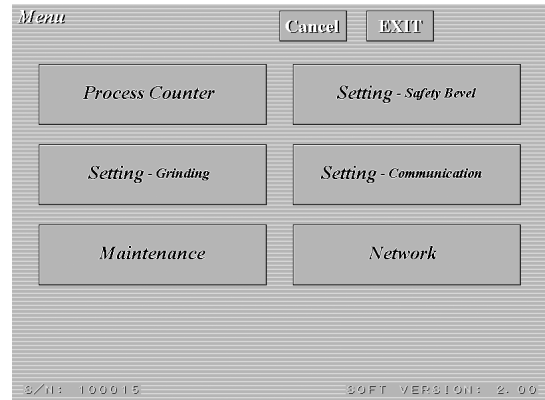 Menu
Cancel EXIT
Process Counter Setting - Safety Bevel
Setting - Grinding Setting - Communication
Maintenance Network
S/N: 100015 SOFT VERSION: 2.00